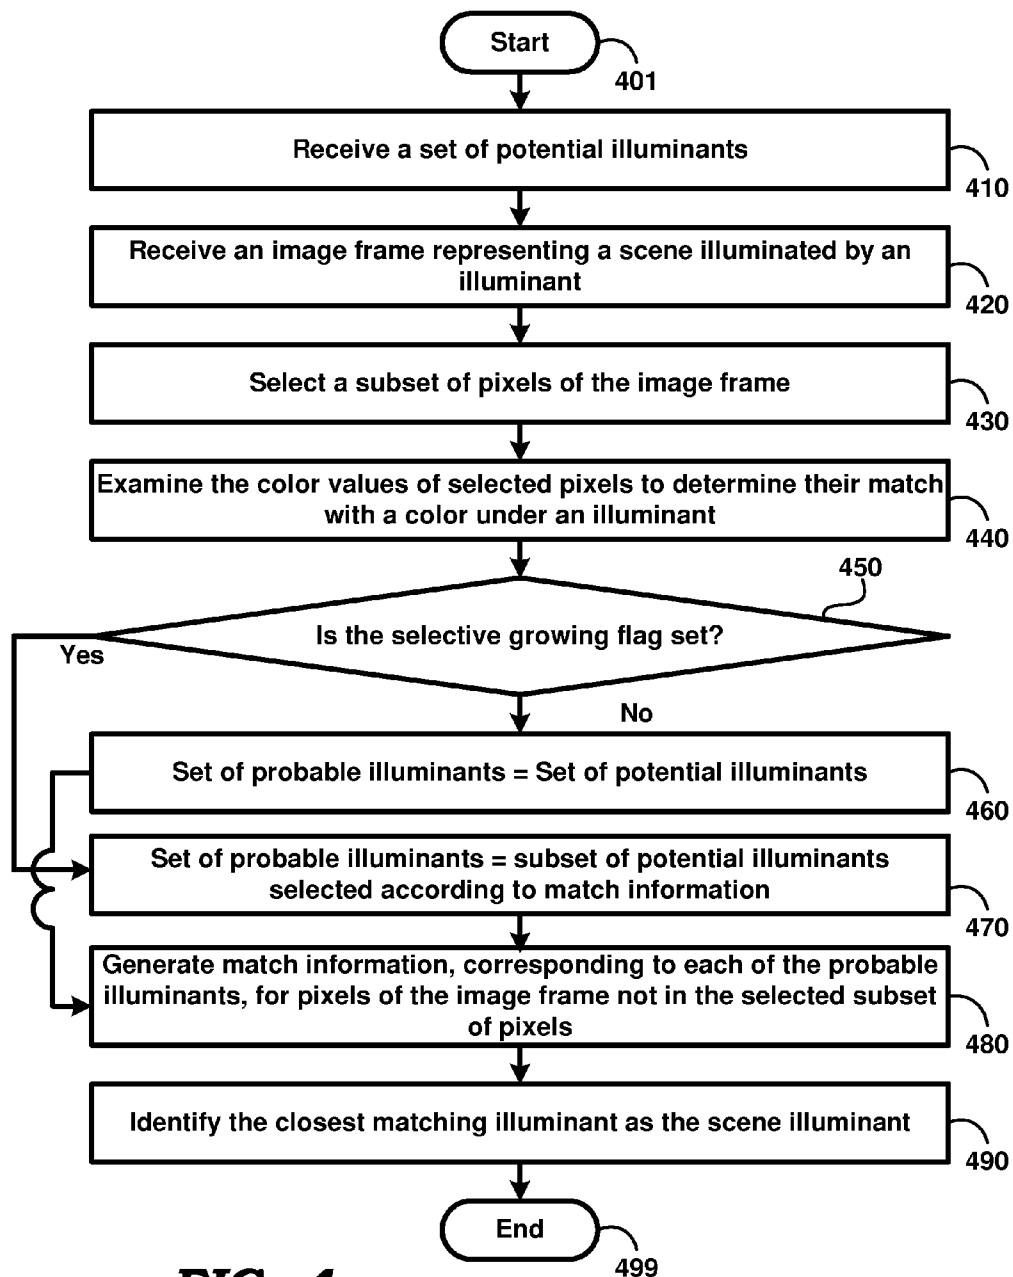 Start
401
Receive a set of potential illuminants
410
Receive an image frame representing a scene illuminated by an
illuminant
420
Select a subset of pixels of the image frame
430
Examine the color values of selected pixels to determine their match
with a color under an illuminant
440
450
Is the selective growing flag set?
Yes
No
Set of probable illuminants = Set of potential illuminants
460
Set of probable illuminants = subset of potential illuminants
selected according to match information
470
Generate match information, corresponding to each of the probable
illuminants, for pixels of the image frame not in the selected subset
of pixels
480
Identify the closest matching illuminant as the scene illuminant
490
End
499